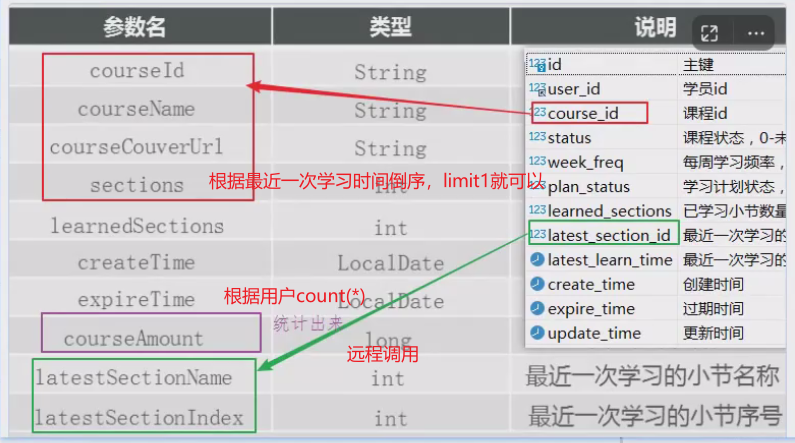 参数名 类型 说明
courseId String
courseName String
courseCouverUrl String
sections int
learnedSections int
createTime LocalDate
expireTime LocalDate
courseAmount long
latestSectionName int 最近一次学习的小节名称
latestSectionIndex int 最近一次学习的小节序号
根据最近一次学习时间倒序，limit1就可以
根据用户count(*)
统计出来
远程调用
123 id 主键
123 user_id 学员id
123 course_id 课程id
123 status 课程状态，0-未
123 week_freq 每周学习频率，
123 plan_status 学习计划状态，
123 learned_sections 已学习小节数量
123 latest_section_id 最近一次学习的
latest_learn_time 最近一次学习的
create_time 创建时间
expire_time 过期时间
update_time 更新时间